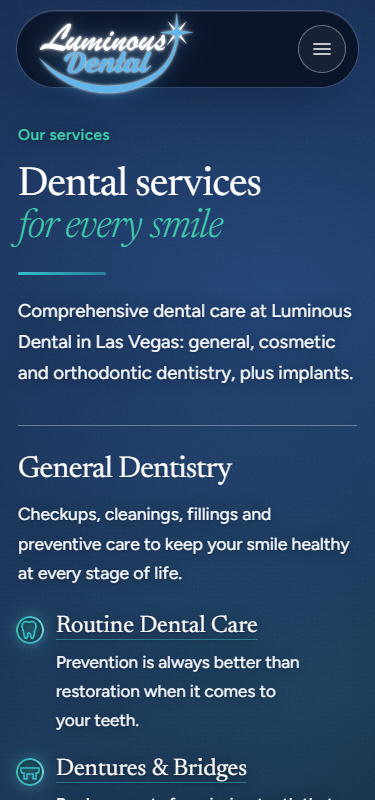 Luminous
Dental
Our services
Dental services
for every smile
Comprehensive dental care at Luminous
Dental in Las Vegas: general, cosmetic
and orthodontic dentistry, plus implants.
General Dentistry
Checkups, cleanings, fillings and
preventive care to keep your smile healthy
at every stage of life.
Routine Dental Care
Prevention is always better than
restoration when it comes to
your teeth.
Dentures & Bridges